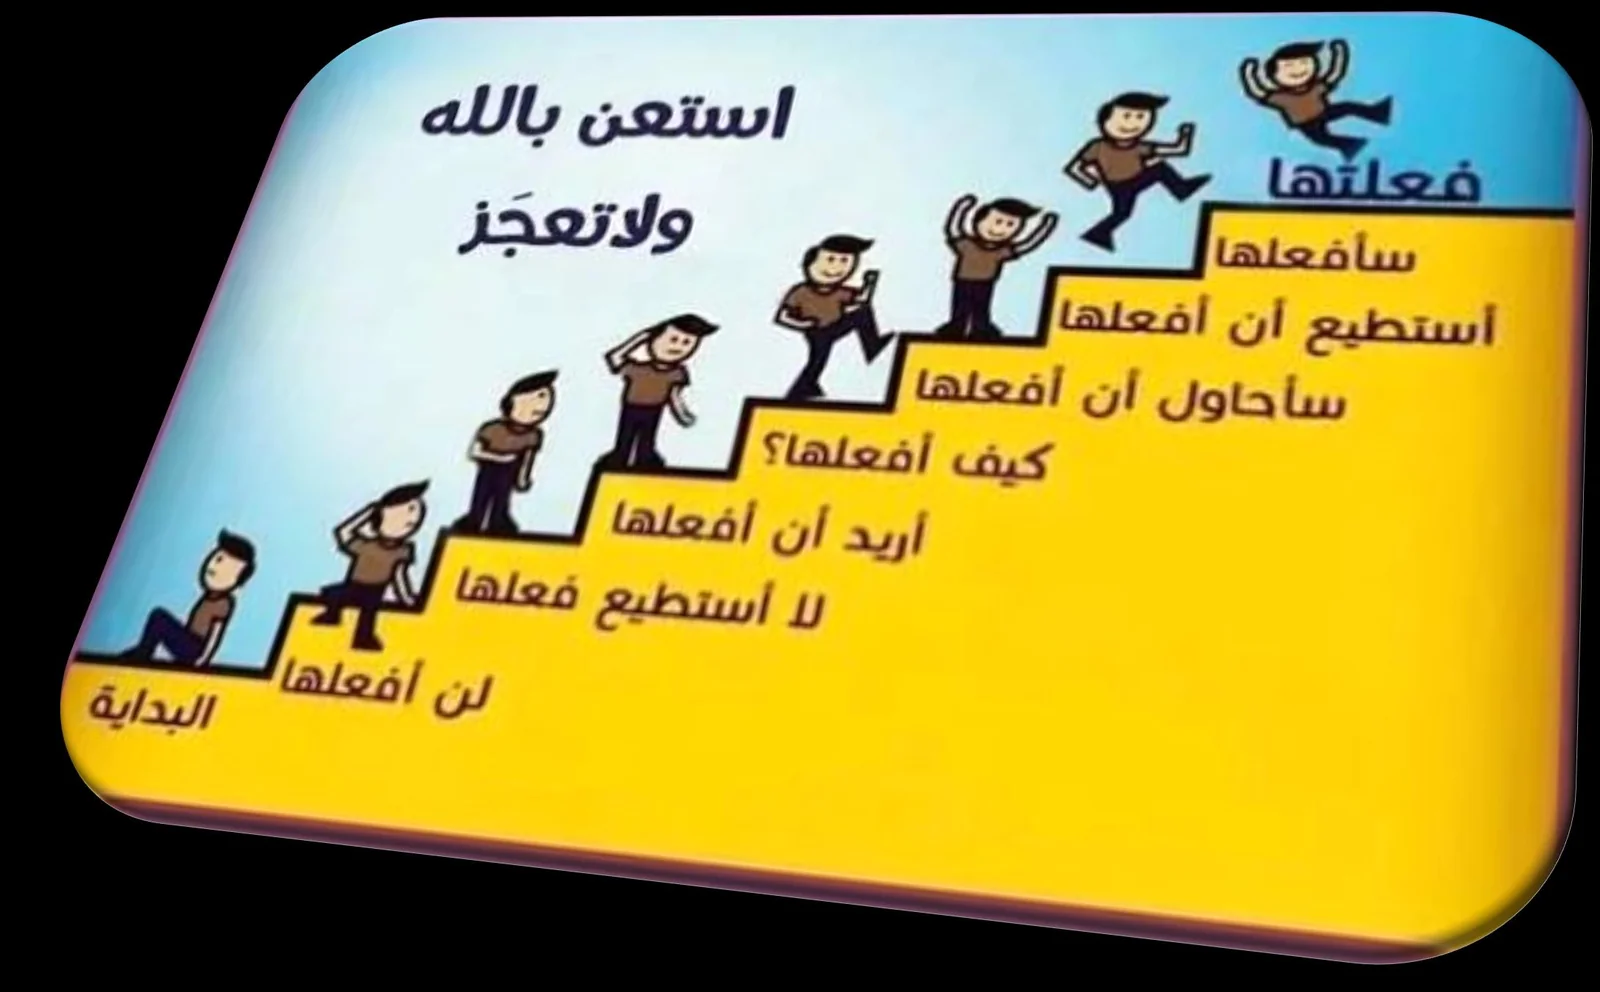 استعن بالله
ولاتعجَز
فعلتها
سأفعلها
أستطيع أن أفعلها
سأحاول أن أفعلها
كيف أفعلها؟
أريد أن أفعلها
لا أستطيع فعلها
لن أفعلها
البداية